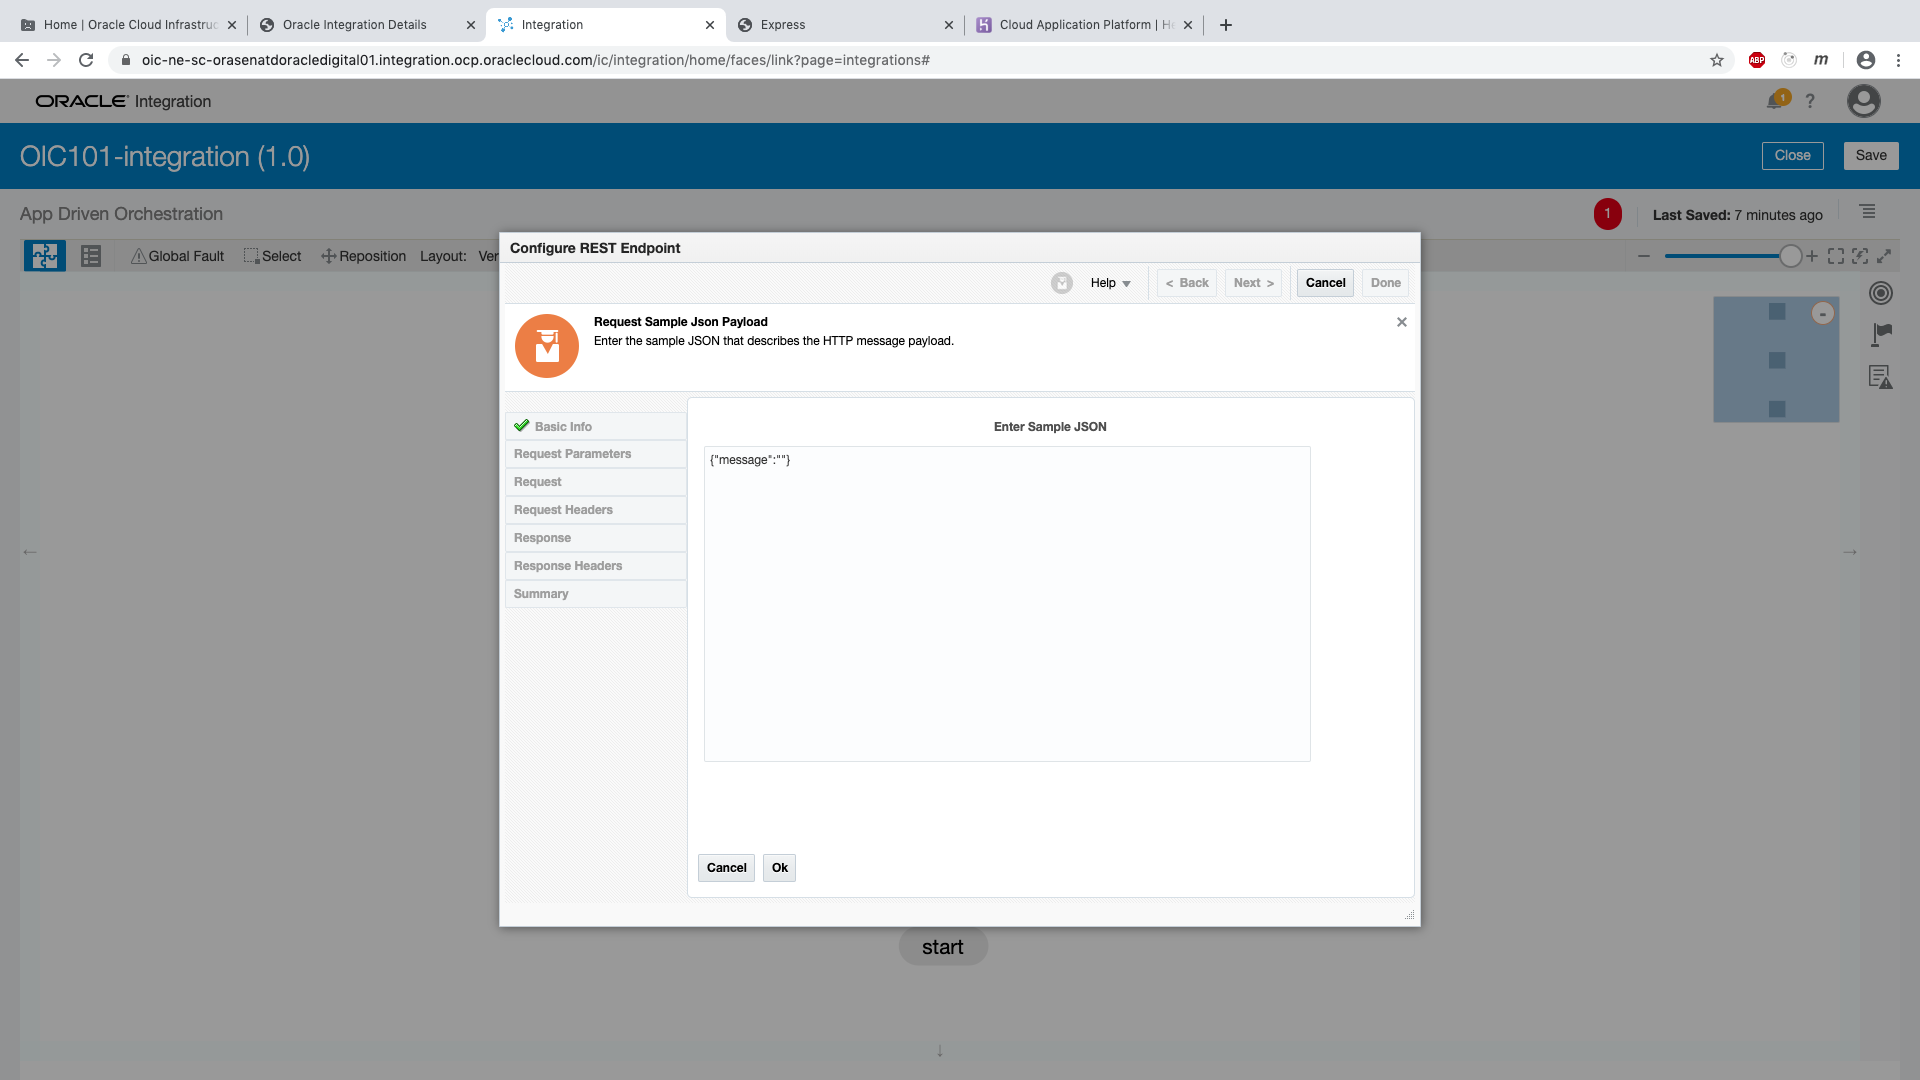 Home | Oracle Cloud Infrastruc
Oracle Integration Details
Integration
Express
Cloud Application Platform | He
oic-ne-sc-orasenatdoracledigital01.integration.ocp.oraclecloud.com/ic/integration/home/faces/link?page=integrations#
ABP
m
ORACLE Integration
1
?
OIC101-integration (1.0)
Close
Save
App Driven Orchestration
1
Last Saved: 7 minutes ago
Global Fault
Select
Reposition
Layout:
Ver
Configure REST Endpoint
Help
< Back
Next >
Cancel
Done
Request Sample Json Payload
Enter the sample JSON that describes the HTTP message payload.
Basic Info
Request Parameters
Request
Request Headers
Response
Response Headers
Summary
Enter Sample JSON
{"message":""}
Cancel
Ok
start